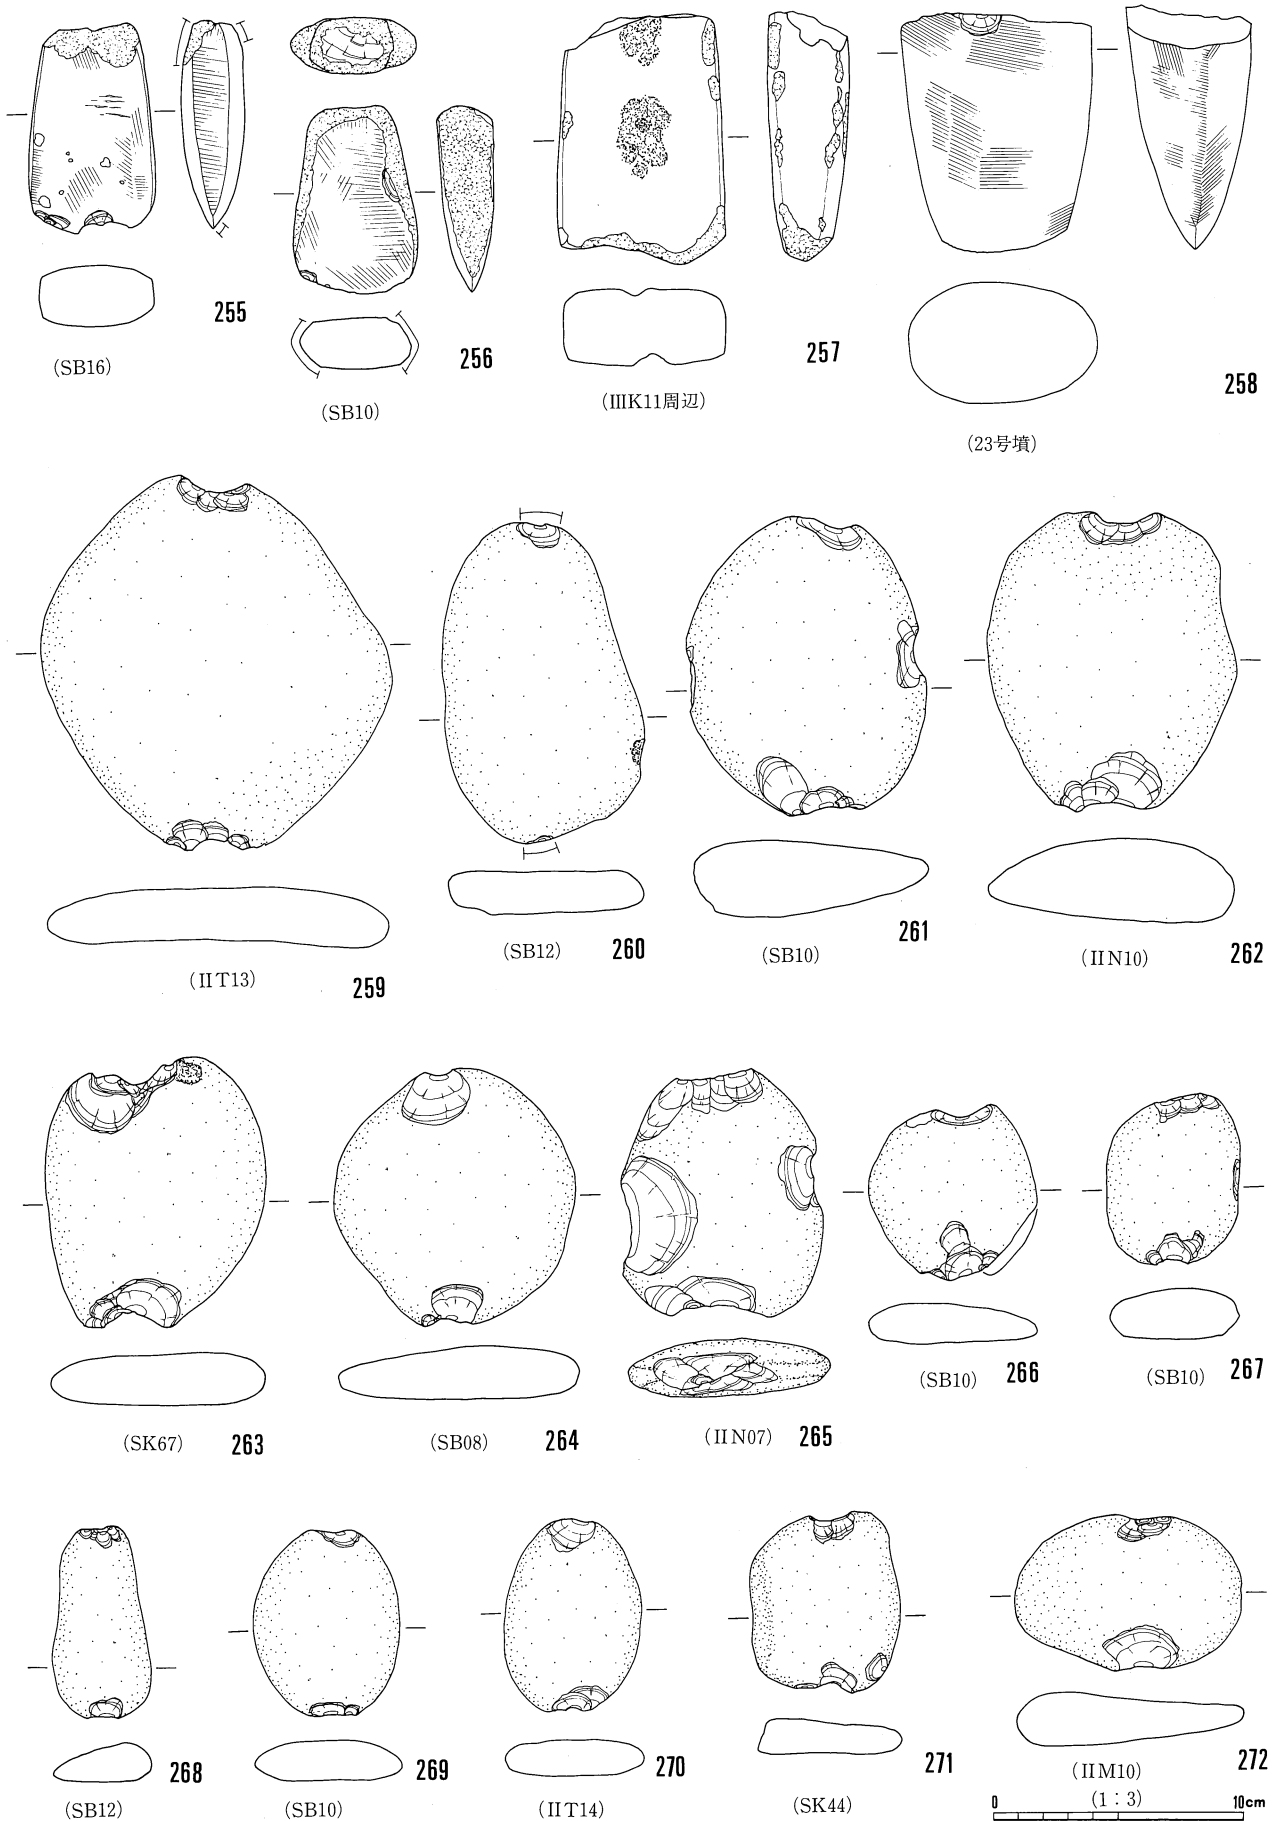 255
(SB16)
256
(SB10)
257
(ⅢK11周辺)
258
(23号墳)
259
(ⅡT13)
260
(SB12)
261
(SB10)
262
(ⅡN10)
263
(SK67)
264
(SB08)
265
(ⅡN07)
266
(SB10)
267
(SB10)
268
(SB12)
269
(SB10)
270
(ⅡT14)
271
(SK44)
272
(ⅡM10)
(1:3)
0 10cm